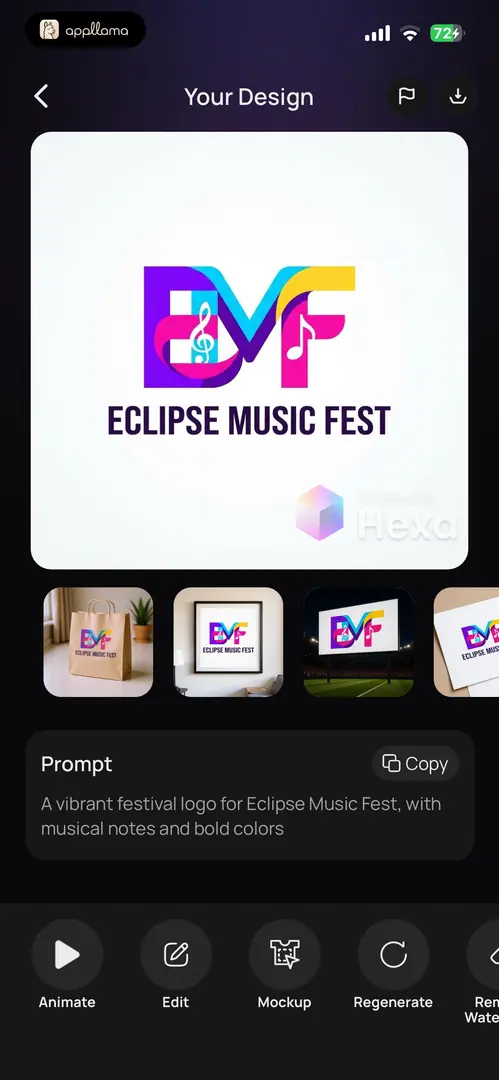 appllama
72
Your Design
EMF
ECLIPSE MUSIC FEST
Hexa
EMF
ECLIPSE MUSIC FEST
EMF
ECLIPSE MUSIC FEST
EMF
EMF
ECLIPSE MUSIC
Prompt
Copy
A vibrant festival logo for Eclipse Music Fest, with
musical notes and bold colors
Animate
Edit
Mockup
Regenerate
Rem
Wate